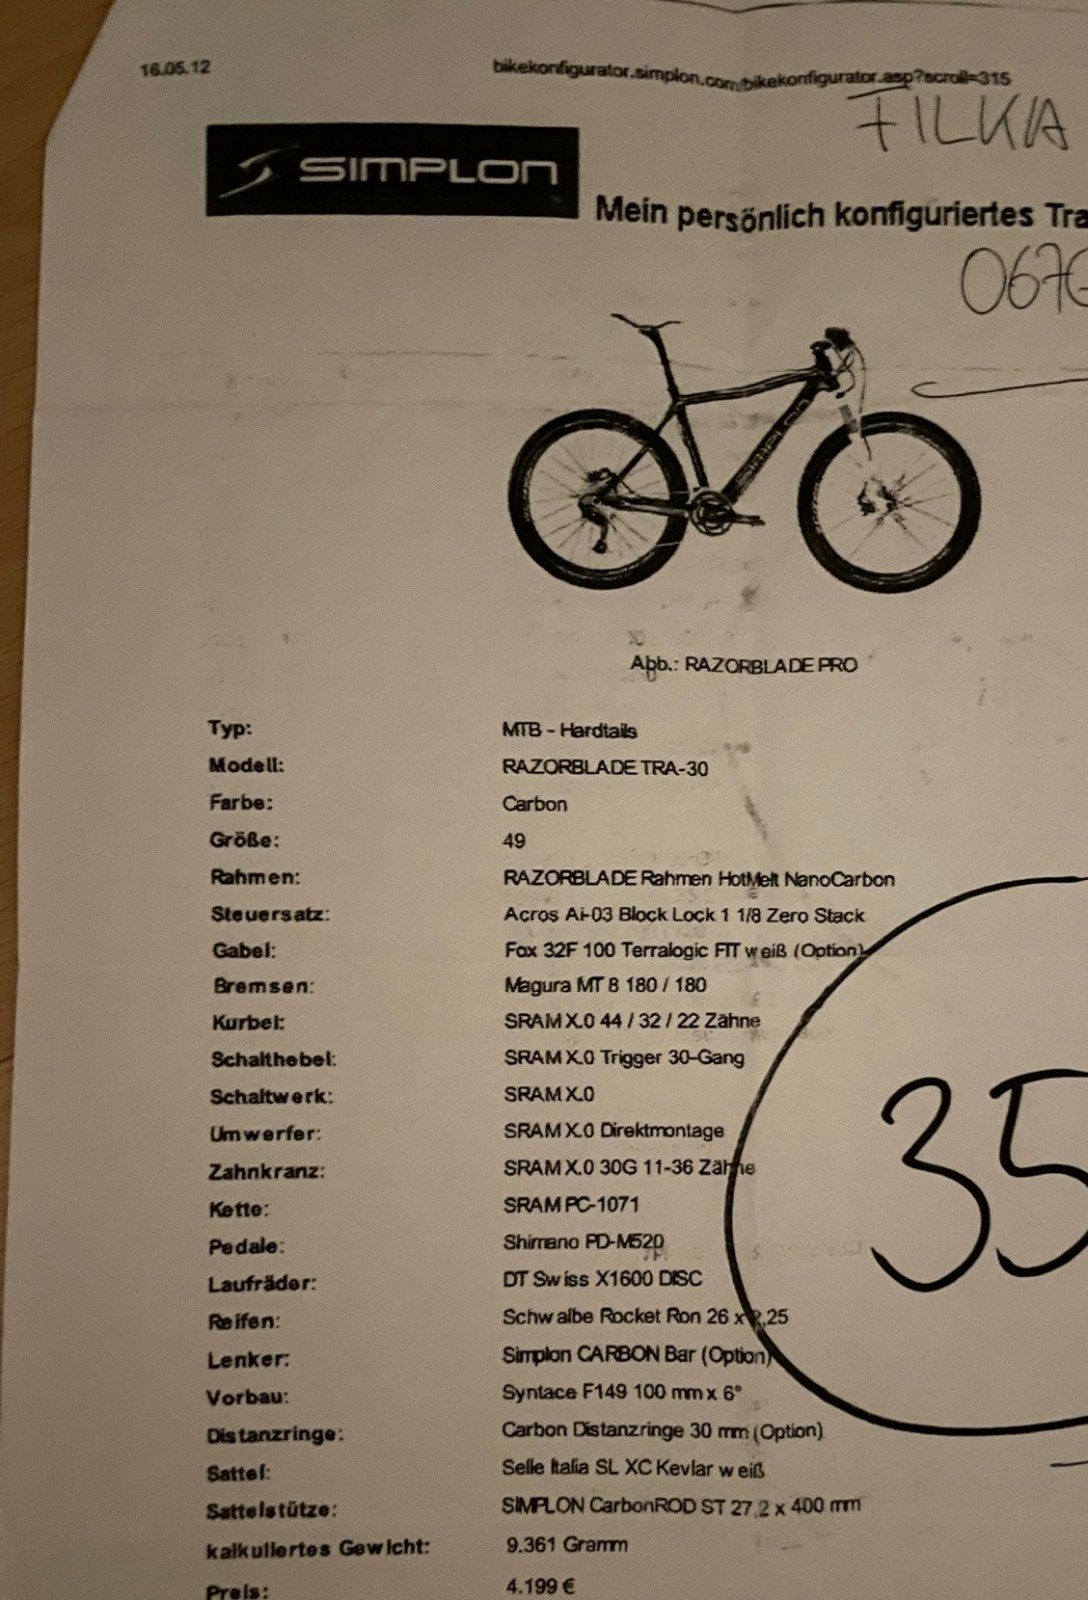 16.05.12 bikekonfigurator.simplon.com/bikekonfigurator.asp?scroll=315
FILKA
SIMPLON
Mein persönlich konfiguriertes Tra
067
SIMPLON
Abb.: RAZORBLADE PRO
Typ: MTB - Hardtails
Modell: RAZORBLADE TRA-30
Farbe: Carbon
Größe: 49
Rahmen: RAZORBLADE Rahmen HotMelt NanoCarbon
Steuersatz: Acros Ai-03 Block Lock 1 1/8 Zero Stack
Gabel: Fox 32F 100 Terralogic FIT weiß (Option)
Bremsen: Magura MT 8 180 / 180
Kurbel: SRAM X.0 44 / 32 / 22 Zähne
Schalthebel: SRAM X.0 Trigger 30-Gang
Schaltwerk: SRAM X.0
Umwerfer: SRAM X.0 Direktmontage
Zahnkranz: SRAM X.0 30G 11-36 Zähne
Kette: SRAM PC-1071
Pedale: Shimano PD-M520
Laufräder: DT Swiss X1600 DISC
Reifen: Schwalbe Rocket Ron 26 x 2,25
Lenker: Simplon CARBON Bar (Option)
Vorbau: Syntace F149 100 mm x 6°
Distanzringe: Carbon Distanzringe 30 mm (Option)
Sattel: Selle Italia SL XC Kevlar weiß
Sattelstütze: SIMPLON CarbonROD ST 27,2 x 400 mm
kalkuliertes Gewicht: 9.361 Gramm
Preis: 4.199 €
35